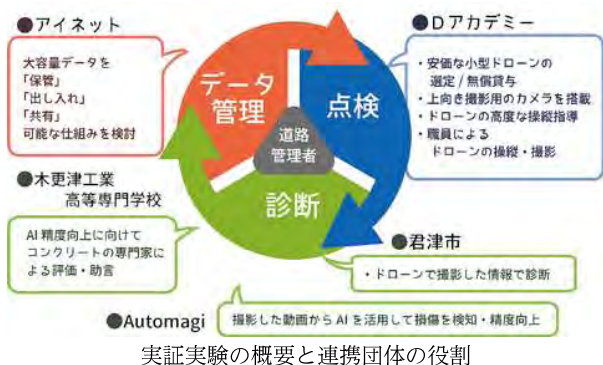 ●アイネット
大容量データを
「保管」
「出し入れ」
「共有」
可能な仕組みを検討
データ
管理
点検
道路
管理者
診断
●Dアカデミー
・安価な小型ドローンの
選定/無償貸与
・上向き撮影用のカメラを搭載
・ドローンの高度な操縦指導
・職員による
ドローンの操縦・撮影
●木更津工業
高等専門学校
AI精度向上に向けて
コンクリートの専門家に
よる評価・助言
●君津市
・ドローンで撮影した情報で診断
●Automagi
撮影した動画からAIを活用して損傷を検知・精度向上
実証実験の概要と連携団体の役割